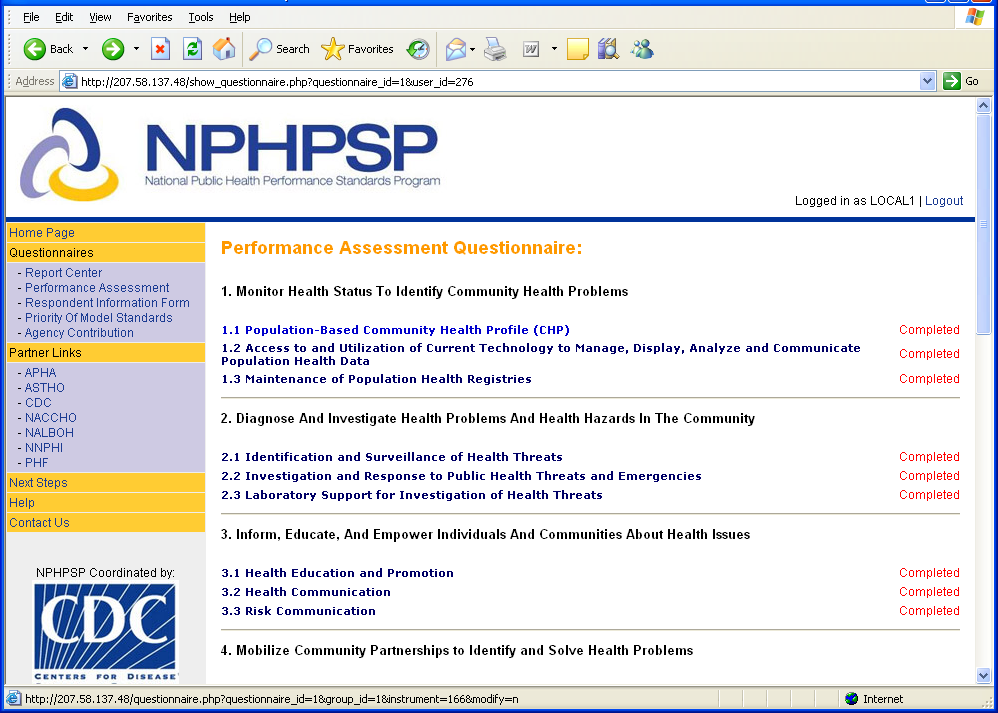 File Edit View Favorites Tools Help
Back Search Favorites
Address http://207.58.137.48/show_questionnaire.php?questionnaire_id=1&user_id=276 Go
NPHPSP
National Public Health Performance Standards Program
Logged in as LOCAL1 | Logout
Home Page
Questionnaires
- Report Center
- Performance Assessment
- Respondent Information Form
- Priority Of Model Standards
- Agency Contribution
Partner Links
- APHA
- ASTHO
- CDC
- NACCHO
- NALBOH
- NNPHI
- PHF
Next Steps
Help
Contact Us
NPHPSP Coordinated by:
CDC
CENTERS FOR DISEASE
Performance Assessment Questionnaire:
1. Monitor Health Status To Identify Community Health Problems
1.1 Population-Based Community Health Profile (CHP) Completed
1.2 Access to and Utilization of Current Technology to Manage, Display, Analyze and Communicate
Population Health Data Completed
1.3 Maintenance of Population Health Registries Completed
2. Diagnose And Investigate Health Problems And Health Hazards In The Community
2.1 Identification and Surveillance of Health Threats Completed
2.2 Investigation and Response to Public Health Threats and Emergencies Completed
2.3 Laboratory Support for Investigation of Health Threats Completed
3. Inform, Educate, And Empower Individuals And Communities About Health Issues
3.1 Health Education and Promotion Completed
3.2 Health Communication Completed
3.3 Risk Communication Completed
4. Mobilize Community Partnerships to Identify and Solve Health Problems
http://207.58.137.48/questionnaire.php?questionnaire_id=1&group_id=1&instrument=166&modify=n Internet